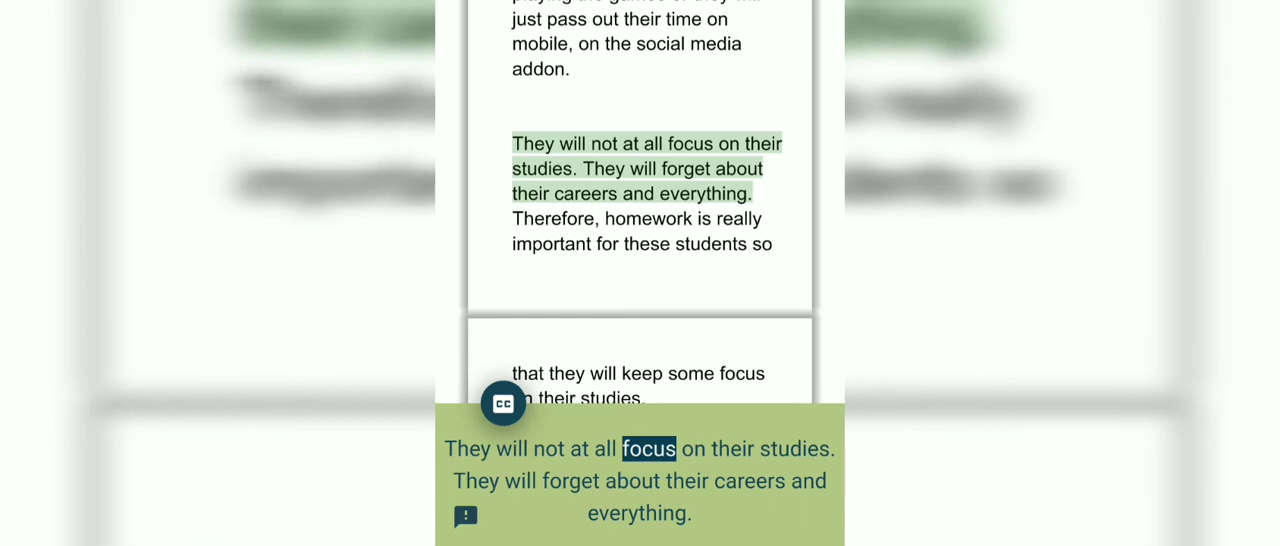 just pass out their time on
mobile, on the social media
addon.
They will not at all focus on their
studies. They will forget about
their careers and everything.
Therefore, homework is really
important for these students so
that they will keep some focus
their studies.
CC
They will not at all focus on their studies.
They will forget about their careers and
everything.